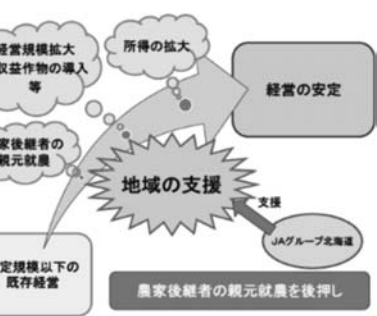 経営規模拡大
収益作物の導入
等
所得の拡大
経営の安定
家後継者の
親元就農
地域の支援
支援
JAグループ北海道
定規模以下の
既存経営
農家後継者の親元就農を後押し